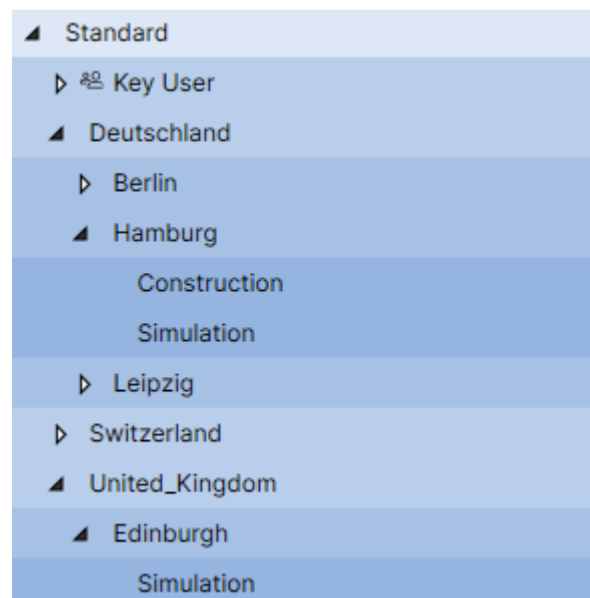 Standard
Key User
Deutschland
Berlin
Hamburg
Construction
Simulation
Leipzig
Switzerland
United_Kingdom
Edinburgh
Simulation